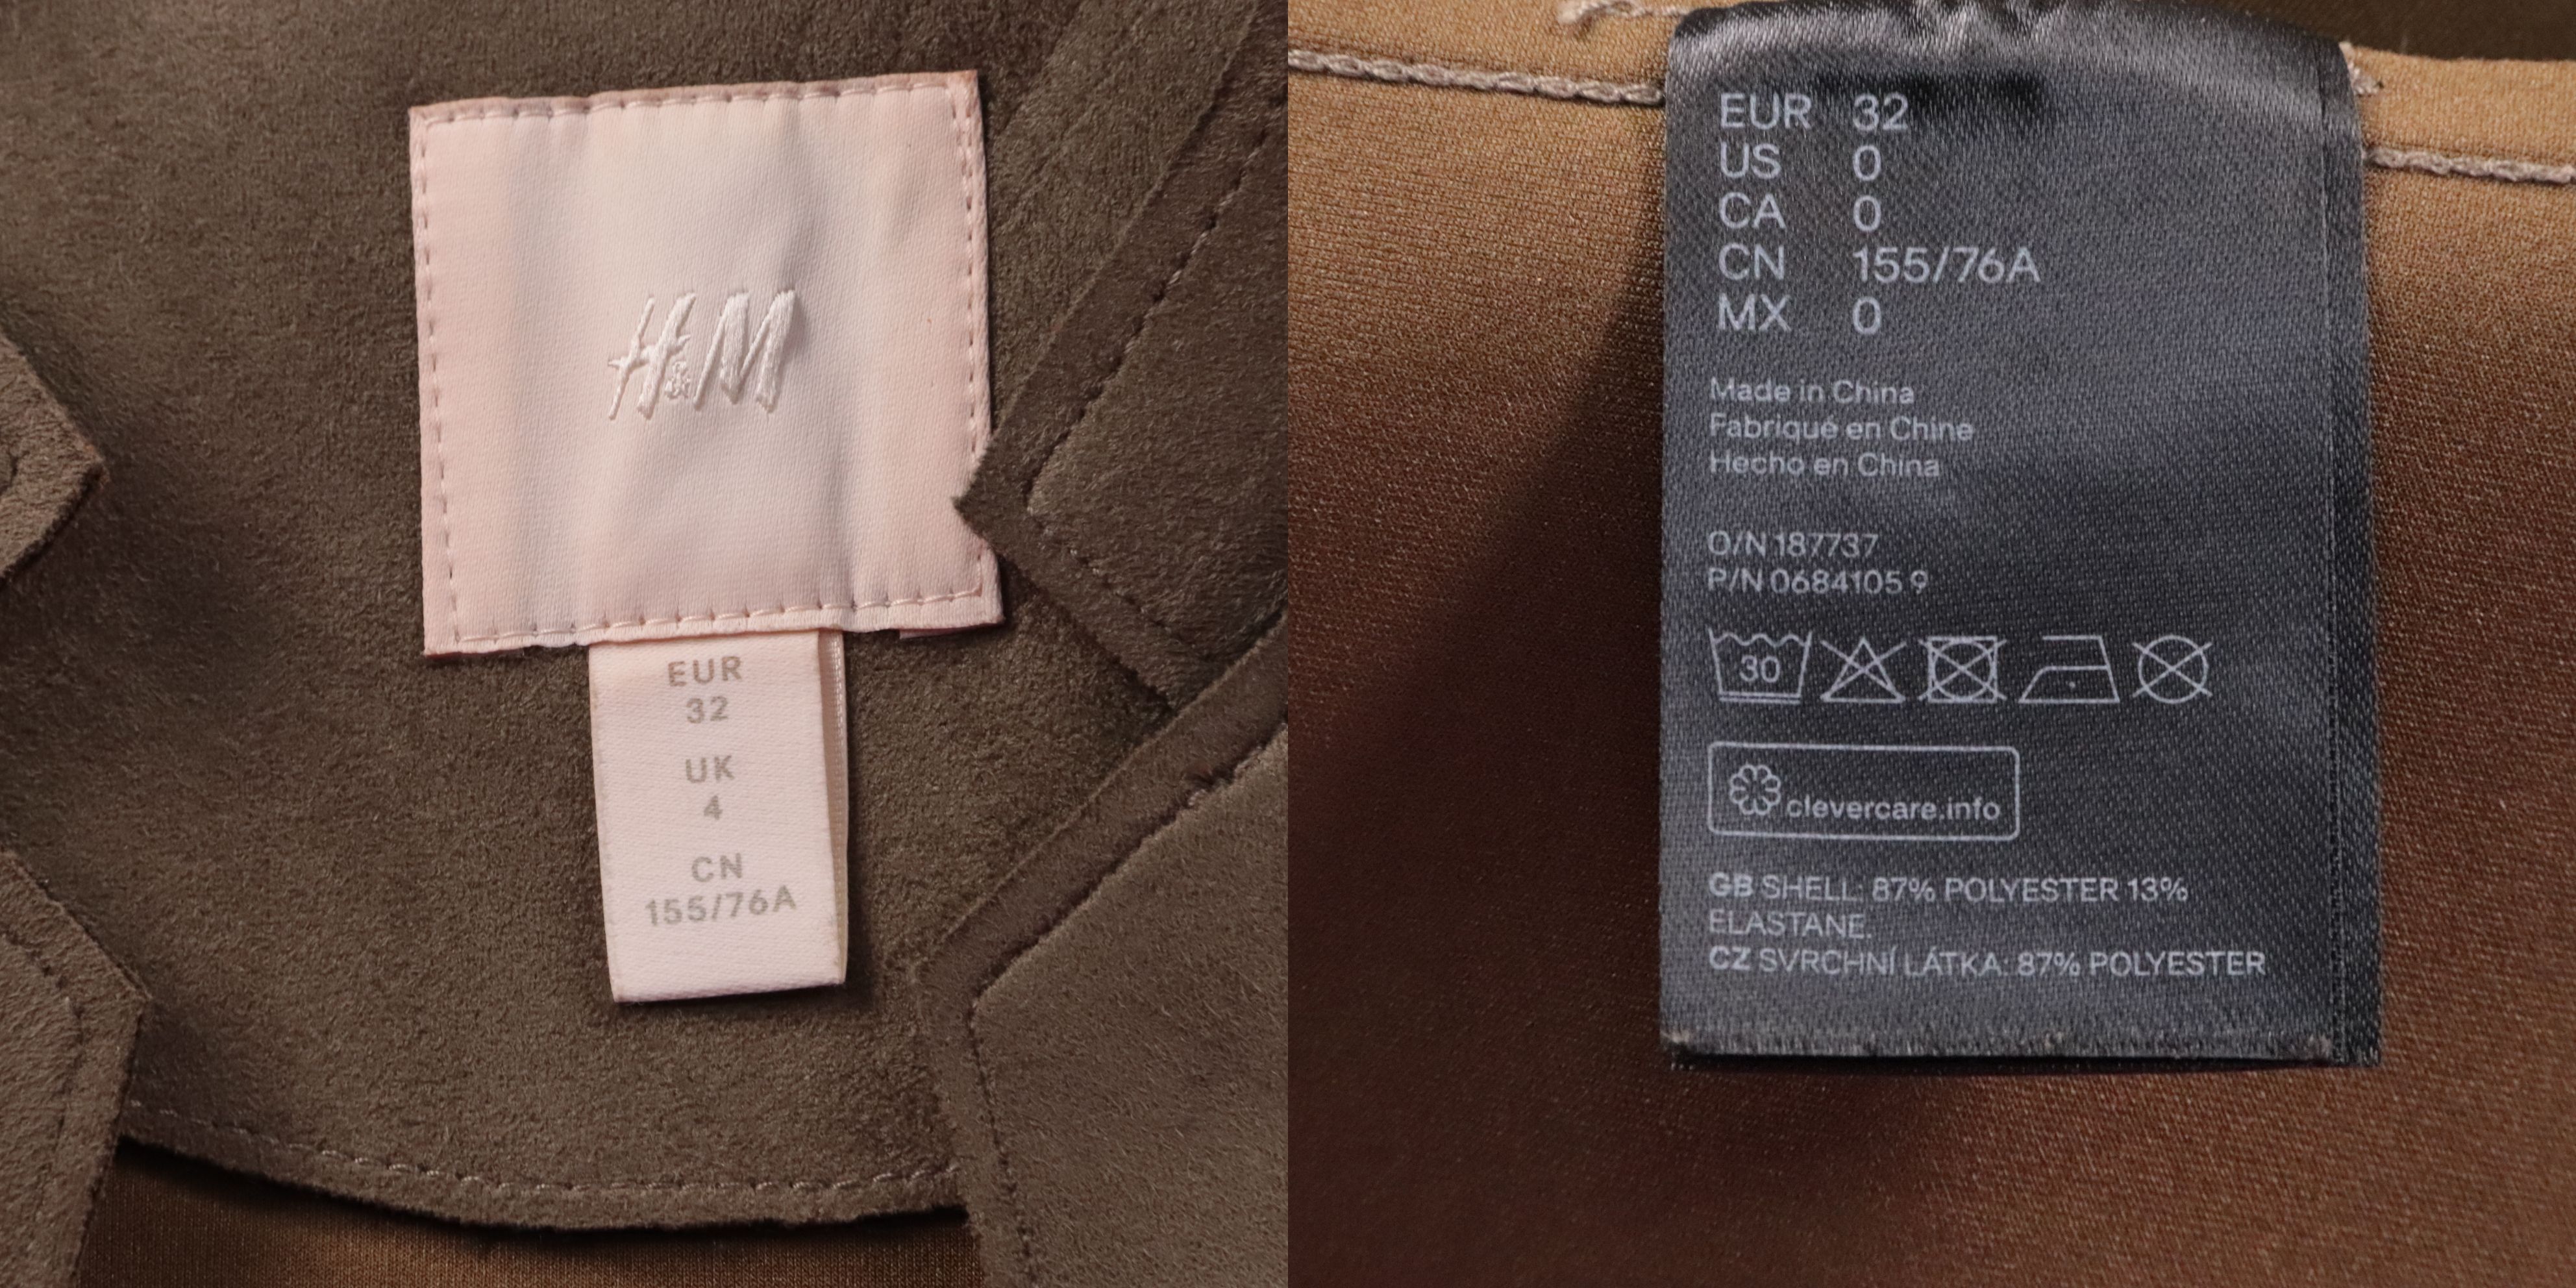 H&M
EUR
32
UK
4
CN
155/76A
EUR 32
US 0
CA 0
CN 155/76A
MX 0
Made in China
Fabriqué en Chine
Hecho en China
O/N 187737
P/N 0684105 9
30
clevercare.info
GB SHELL: 87% POLYESTER 13%
ELASTANE.
CZ SVRCHNÍ LÁTKA: 87% POLYESTER